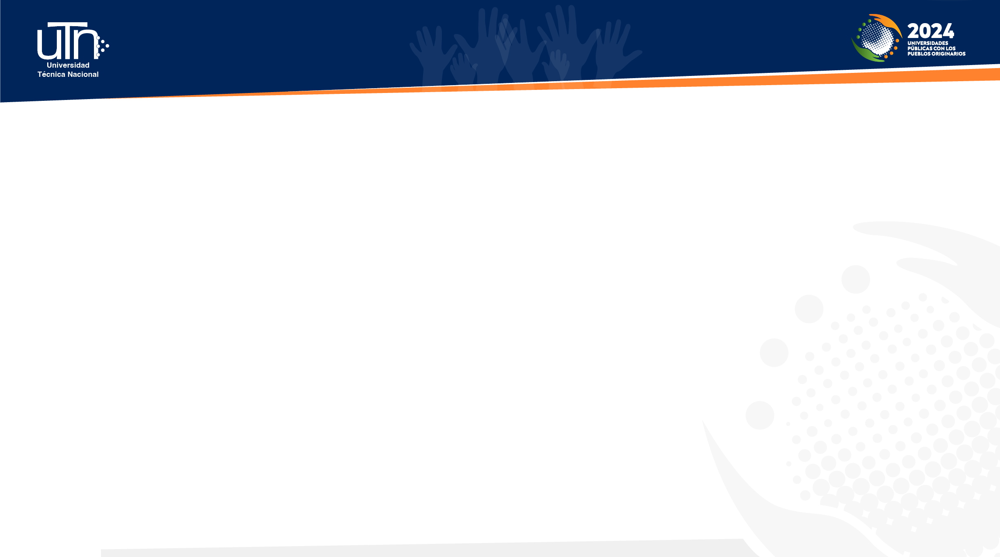 uTn
Universidad
Técnica Nacional
2024
UNIVERSIDADES
PÚBLICAS CON LOS
PUEBLOS ORIGINARIOS